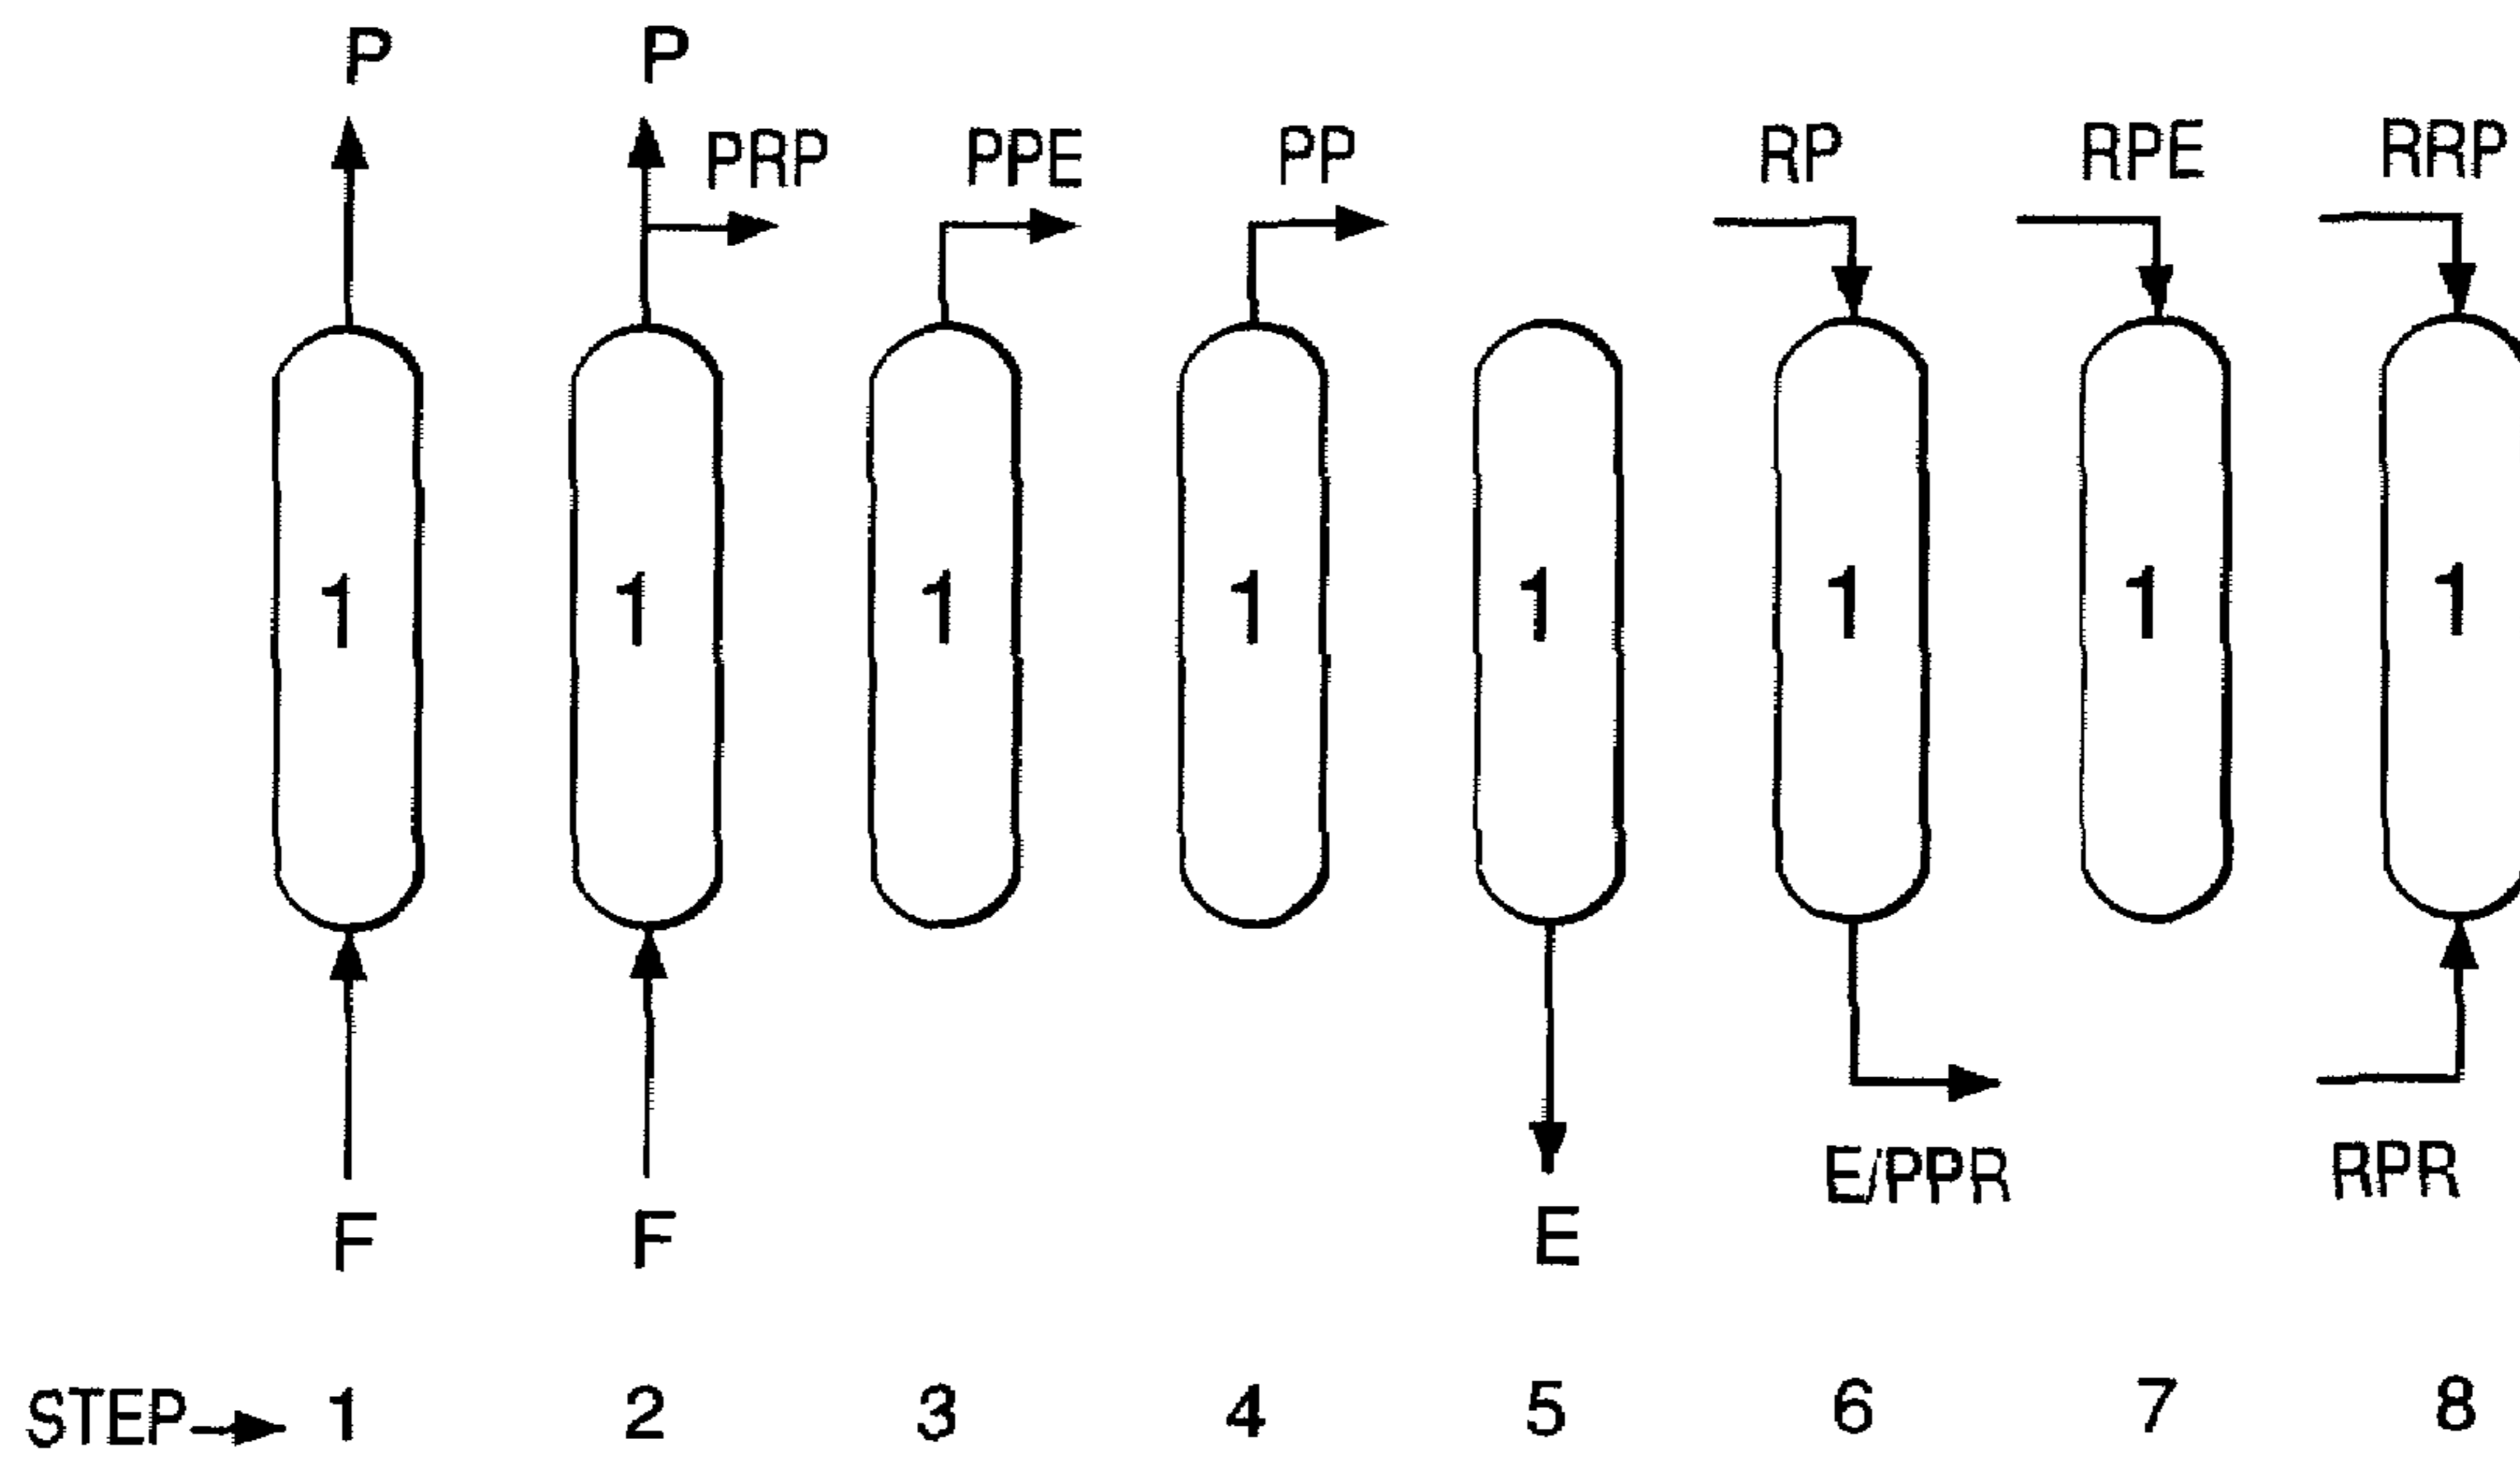 P P
PRP PPE PP RP RPE RRP
1 1 1 1 1 1 1 1
E/PPR RPR
F F E
STEP 1 2 3 4 5 6 7 8